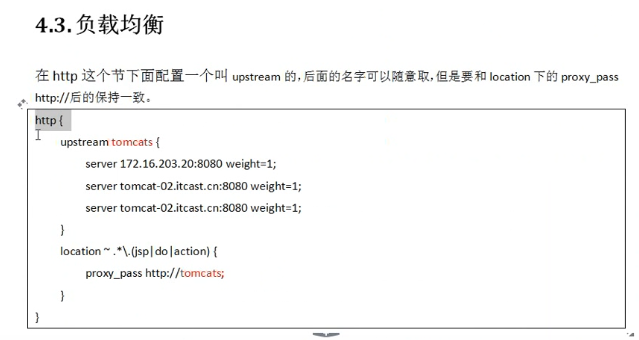 4.3. 负载均衡
在 http 这个节下面配置一个叫 upstream 的，后面的名字可以随意取，但是要和 location 下的 proxy_pass
http://后的保持一致。
http {
upstream tomcats {
server 172.16.203.20:8080 weight=1;
server tomcat-02.itcast.cn:8080 weight=1;
server tomcat-02.itcast.cn:8080 weight=1;
}
location ~ .*\.(jsp|do|action) {
proxy_pass http://tomcats;
}
}